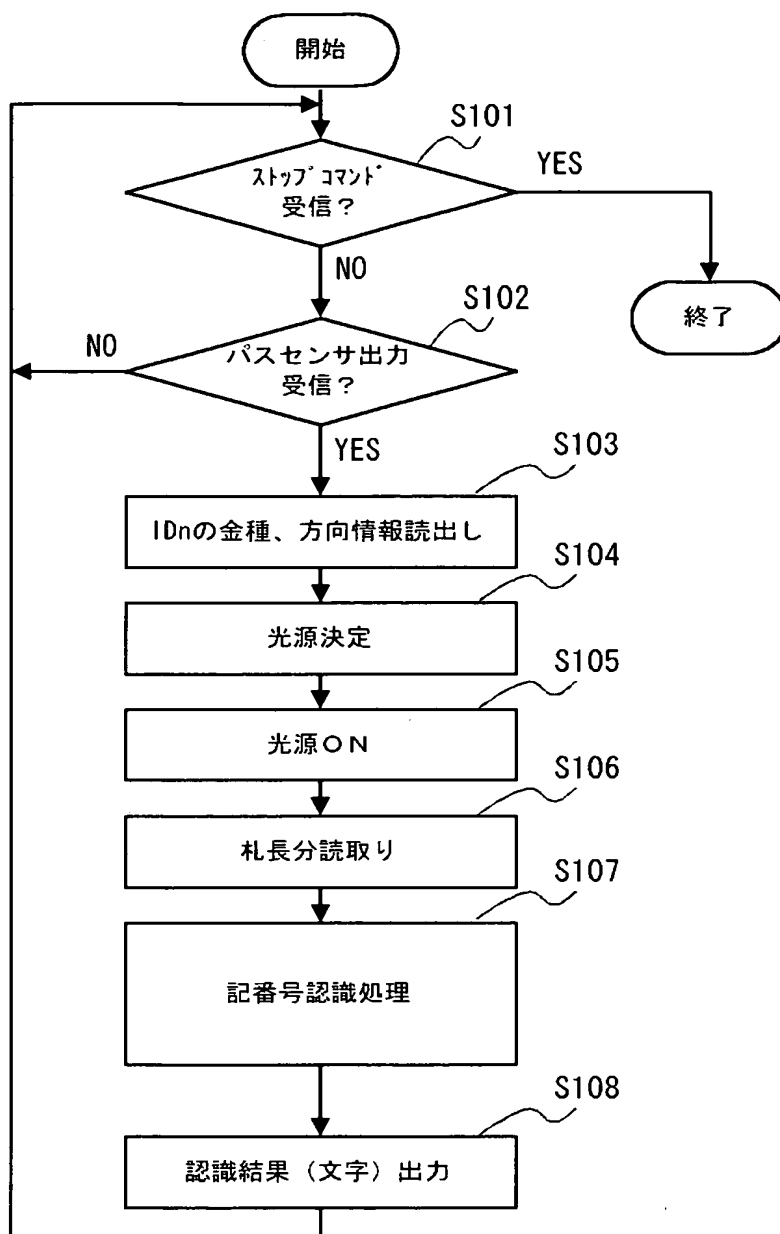 開始
S101
ｽﾄｯﾌﾟｺﾏﾝﾄﾞ
受信？
YES
NO
終了
S102
パスセンサ出力
受信？
NO
YES
S103
IDnの金種、方向情報読出し
S104
光源決定
S105
光源ＯＮ
S106
札長分読取り
S107
記番号認識処理
S108
認識結果（文字）出力